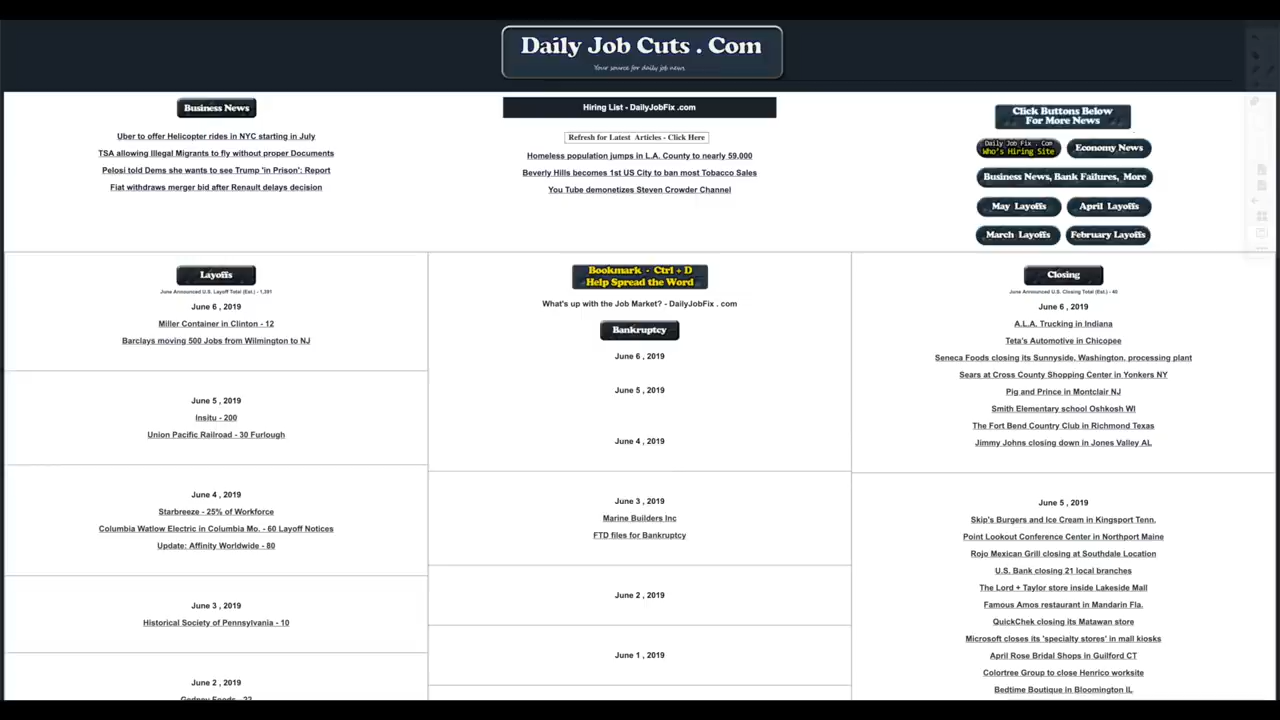 Daily Job Cuts . Com
Your source for daily job news
Business News
Uber to offer Helicopter rides in NYC starting in July
TSA allowing Illegal Migrants to fly without proper Documents
Pelosi told Dems she wants to see Trump 'in Prison': Report
Fiat withdraws merger bid after Renault delays decision
Hiring List - DailyJobFix .com
Refresh for Latest Articles - Click Here
Homeless population jumps in L.A. County to nearly 59,000
Beverly Hills becomes 1st US City to ban most Tobacco Sales
You Tube demonetizes Steven Crowder Channel
Click Buttons Below
For More News
Daily Job Fix . Com
Who's Hiring Site
Economy News
Business News, Bank Failures, More
May Layoffs
April Layoffs
March Layoffs
February Layoffs
Layoffs
June Announced U.S. Layoff Total (Est.) - 1,391
June 6 , 2019
Miller Container in Clinton - 12
Barclays moving 500 Jobs from Wilmington to NJ
June 5 , 2019
Insitu - 200
Union Pacific Railroad - 30 Furlough
June 4 , 2019
Starbreeze - 25% of Workforce
Columbia Watlow Electric in Columbia Mo. - 60 Layoff Notices
Update: Affinity Worldwide - 80
June 3 , 2019
Historical Society of Pennsylvania - 10
June 2 , 2019
Bookmark - Ctrl + D
Help Spread the Word
What's up with the Job Market? - DailyJobFix . com
Bankruptcy
June 6 , 2019
June 5 , 2019
June 4 , 2019
June 3 , 2019
Marine Builders Inc
FTD files for Bankruptcy
June 2 , 2019
June 1 , 2019
Closing
June Announced U.S. Closing Total (Est.) - 40
June 6 , 2019
A.L.A. Trucking in Indiana
Teta's Automotive in Chicopee
Seneca Foods closing its Sunnyside, Washington, processing plant
Sears at Cross County Shopping Center in Yonkers NY
Pig and Prince in Montclair NJ
Smith Elementary school Oshkosh WI
The Fort Bend Country Club in Richmond Texas
Jimmy Johns closing down in Jones Valley AL
June 5 , 2019
Skip's Burgers and Ice Cream in Kingsport Tenn.
Point Lookout Conference Center in Northport Maine
Rojo Mexican Grill closing at Southdale Location
U.S. Bank closing 21 local branches
The Lord + Taylor store inside Lakeside Mall
Famous Amos restaurant in Mandarin Fla.
QuickChek closing its Matawan store
Microsoft closes its 'specialty stores' in mall kiosks
April Rose Bridal Shops in Guilford CT
Colortree Group to close Henrico worksite
Bedtime Boutique in Bloomington IL